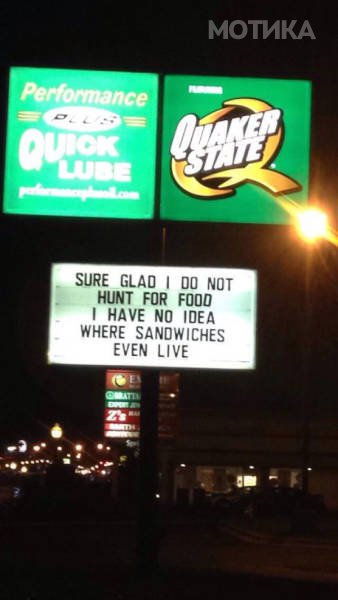 МОТИКА
Performance
PLUS
QUICK
LUBE
performanceplusoil.com
QUAKER
STATE
SURE GLAD I DO NOT
HUNT FOR FOOD
I HAVE NO IDEA
WHERE SANDWICHES
EVEN LIVE
Z's